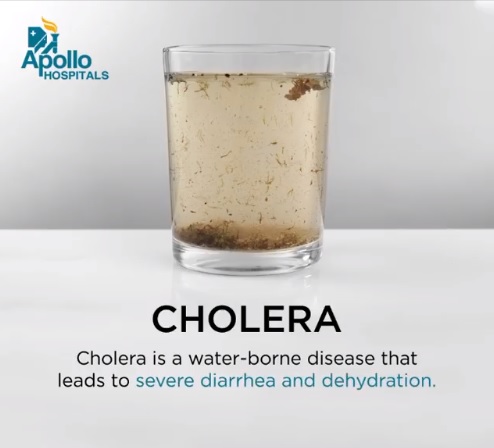 Apollo
HOSPITALS
CHOLERA
Cholera is a water-borne disease that
leads to severe diarrhea and dehydration.